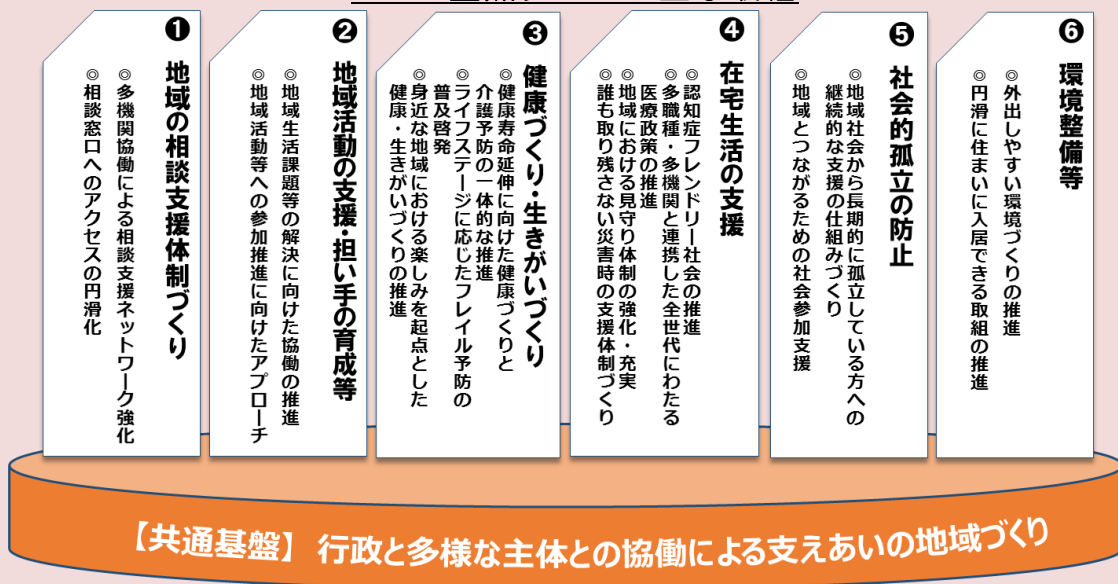 ❶
地域の相談支援体制づくり
◎多機関協働による相談支援ネットワーク強化
◎相談窓口へのアクセスの円滑化
❷
地域活動の支援・担い手の育成等
◎地域生活課題等の解決に向けた協働の推進
◎地域活動等への参加推進に向けたアプローチ
❸
健康づくり・生きがいづくり
◎健康寿命延伸に向けた健康づくりと
介護予防の一体的な推進
◎ライフステージに応じたフレイル予防の
普及啓発
◎身近な地域における楽しみを起点とした
健康・生きがいづくりの推進
❹
在宅生活の支援
◎認知症フレンドリー社会の推進
◎多職種・多機関と連携した全世代にわたる
医療政策の推進
◎地域における見守り体制の強化・充実
◎誰も取り残さない災害時の支援体制づくり
❺
社会的孤立の防止
◎地域社会から長期的に孤立している方への
継続的な支援の仕組みづくり
◎地域とつながるための社会参加支援
❻
環境整備等
◎外出しやすい環境づくりの推進
◎円滑に住まいに入居できる取組の推進
【共通基盤】行政と多様な主体との協働による支えあいの地域づくり